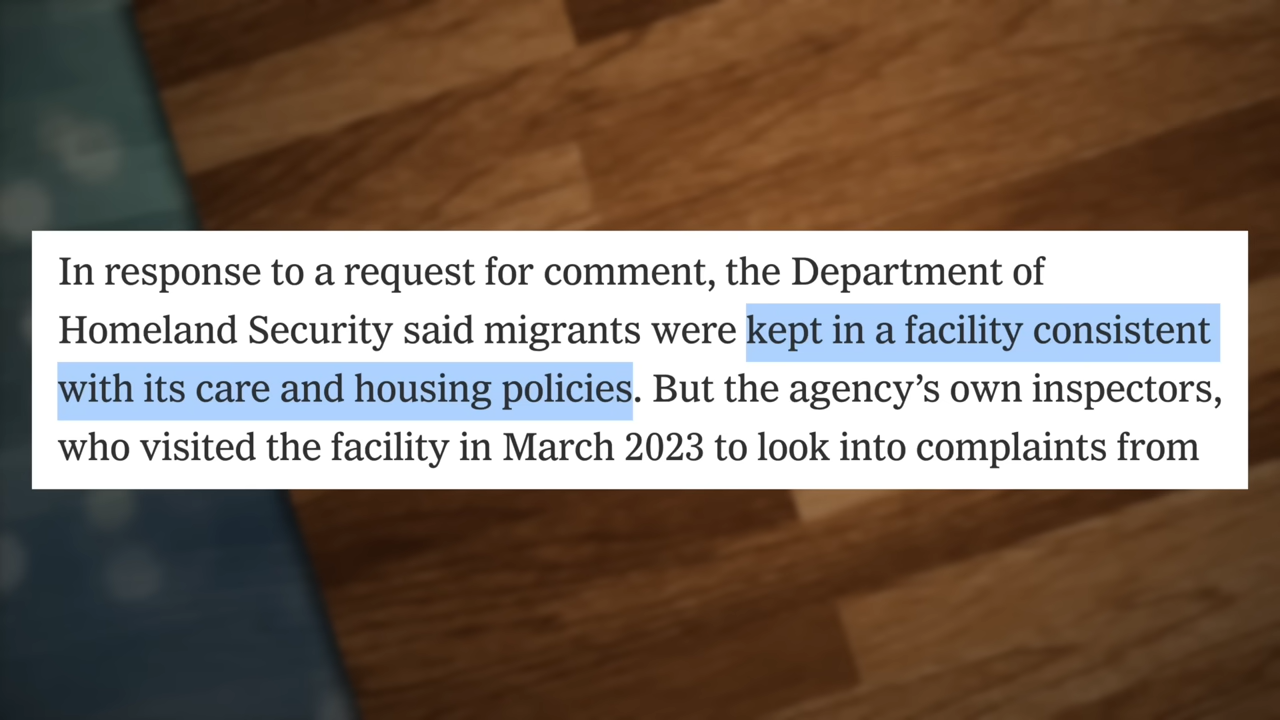 In response to a request for comment, the Department of
Homeland Security said migrants were kept in a facility consistent
with its care and housing policies. But the agency’s own inspectors,
who visited the facility in March 2023 to look into complaints from